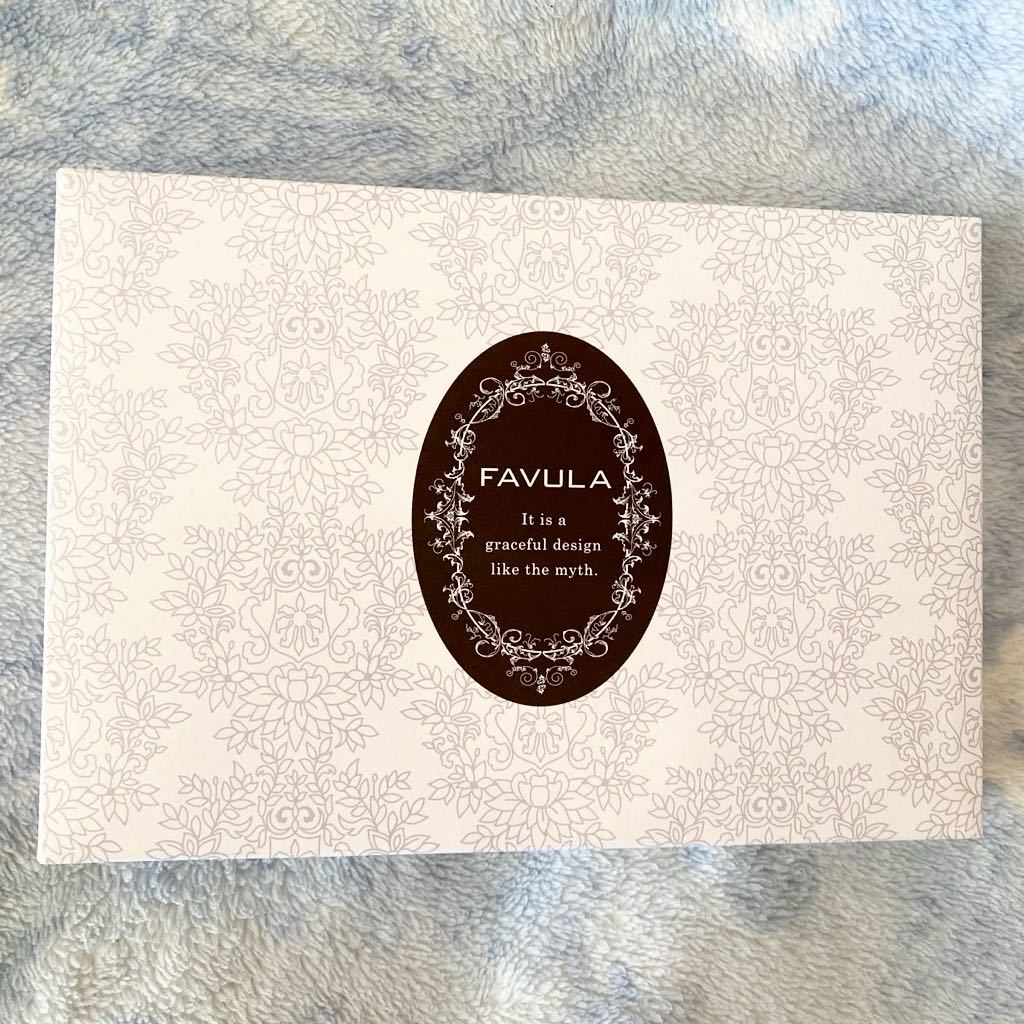 FAVULA
It is a
graceful design
like the myth.